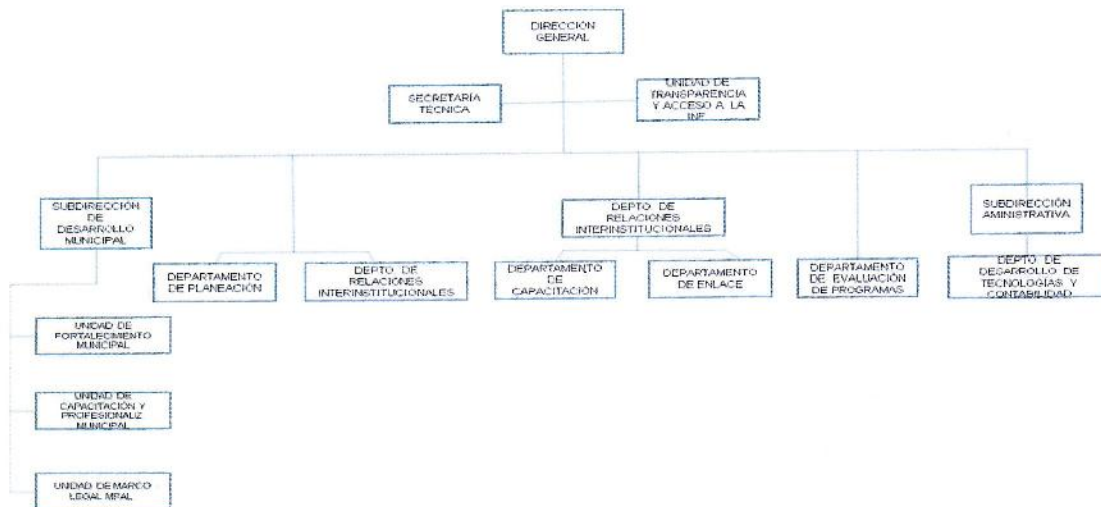 DIRECCIÓN
GENERAL
SECRETARÍA
TÉCNICA
UNIDAD DE
TRANSPARENCIA
Y ACCESO A LA
INF
SUBDIRECCIÓN
DE
DESARROLLO
MUNICIPAL
DEPTO DE
RELACIONES
INTERINSTITUCIONALES
SUBDIRECCIÓN
AMINISTRATIVA
DEPARTAMENTO
DE PLANEACIÓN
DEPTO DE
RELACIONES
INTERINSTITUCIONALES
DEPARTAMENTO
DE
CAPACITACIÓN
DEPARTAMENTO
DE ENLACE
DEPARTAMENTO
DE EVALUACIÓN
DE PROGRAMAS
DEPTO DE
DESARROLLO DE
TECNOLOGÍAS Y
CONTABILIDAD
UNIDAD DE
FORTALECIMIENTO
MUNICIPAL
UNIDAD DE
CAPACITACIÓN Y
PROFESIONALIZ
MUNICIPAL
UNIDAD DE MARCO
LEGAL MPAL